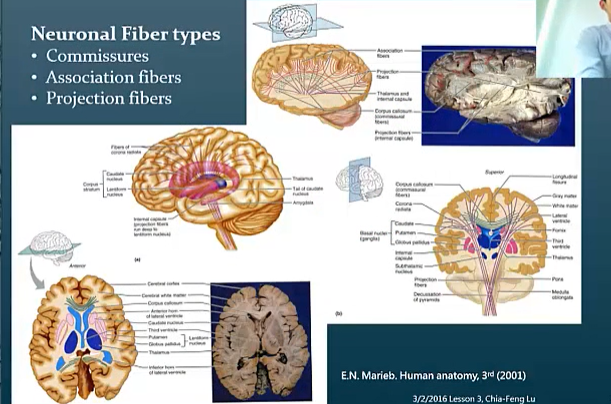 Neuronal Fiber types
• Commissures
• Association fibers
• Projection fibers
Association
fibers
Projection
fibers
Thalamus and
internal capsule
Corpus callosum
(commissural
fibers)
Projection fibers
(internal capsule)
Fibers of
corona radiata
Corpus
striatum
Caudate
nucleus
Lentiform
nucleus
Internal capsule
(projection fibers
run deep to
lentiform nucleus)
Thalamus
Tail of caudate
nucleus
Amygdala
(a)
Superior
Corpus callosum
(commissural
fibers)
Corona
radiata
Basal nuclei
(ganglia)
Caudate
Putamen
Globus pallidus
Internal
capsule
Subthalamic
nucleus
Projection
fibers
Decussation
of pyramids
Longitudinal
fissure
Gray matter
White matter
Lateral
ventricle
Fornix
Third
ventricle
Thalamus
Pons
Medulla
oblongata
(b)
Anterior
Cerebral cortex
Cerebral white matter
Corpus callosum
Anterior horn
of lateral ventricle
Caudate nucleus
Third ventricle
Putamen
Globus pallidus
Lentiform
nucleus
Thalamus
Inferior horn
of lateral ventricle
E.N. Marieb. Human anatomy, 3rd (2001)
3/2/2016 Lesson 3, Chia-Feng Lu